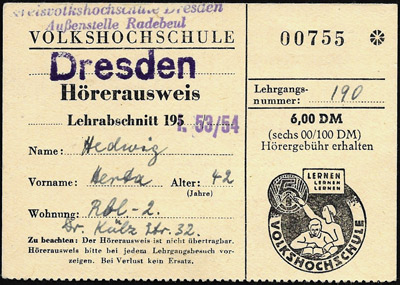 Kreisvolkshochschule Dresden
Außenstelle Radebeul
VOLKSHOCHSCHULE
Dresden
Hörerausweis
Lehrabschnitt 195 I. 53/54
Name: Hedwig
Vorname: Herta Alter: 42
(Jahre)
Wohnung: Rbl-2.
Dr. Külz Str. 32.
Zu beachten: Der Hörerausweis ist nicht übertragbar.
Hörerausweis bitte bei jedem Lehrgangsbesuch vor-
zeigen. Bei Verlust kein Ersatz.
00755
Lehrgangs-
nummer: 190
6,00 DM
(sechs 00/100 DM)
Hörergebühr erhalten
LERNEN
LERNEN
LERNEN
VOLKSHOCHSCHULE